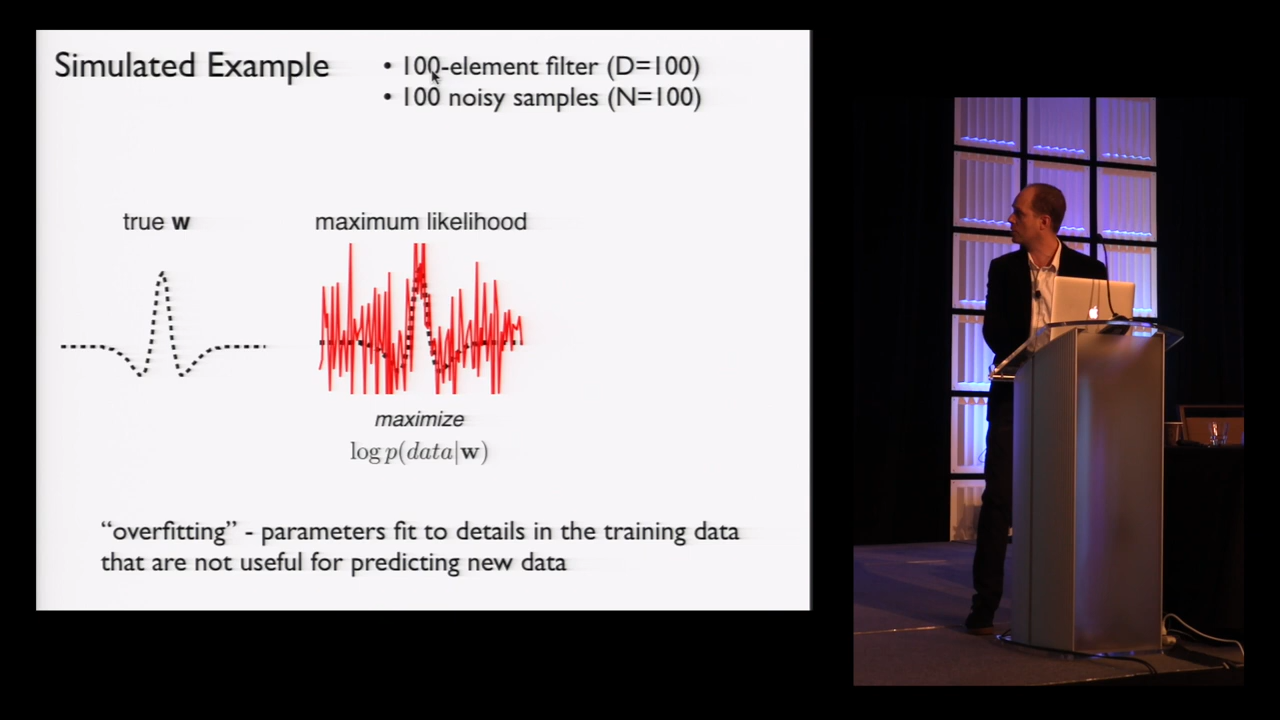 Simulated Example
• 100-element filter (D=100)
• 100 noisy samples (N=100)
true w
maximum likelihood
maximize
log p(data|w)
“overfitting” - parameters fit to details in the training data
that are not useful for predicting new data